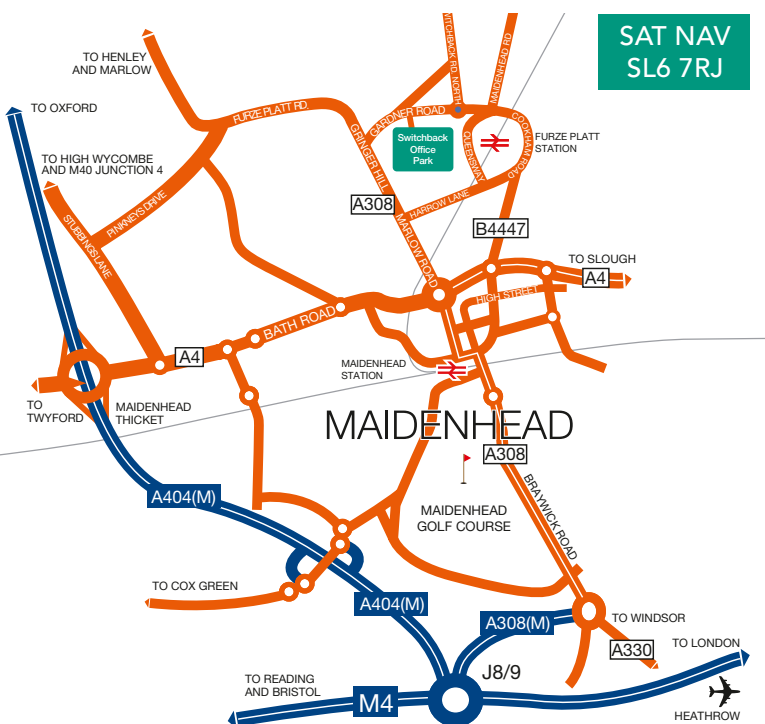 SAT NAV
SL6 7RJ
TO HENLEY
AND MARLOW
TO OXFORD
SWITCHBACK RD. NORTH
MAIDENHEAD RD
FURZE PLATT RD.
GARDNER ROAD
COOKHAM ROAD
Switchback
Office
Park
QUEENSWAY
FURZE PLATT
STATION
TO HIGH WYCOMBE
AND M40 JUNCTION 4
GRINGER HILL
PINKNEYS DRIVE
STUBBINGS LANE
A308
HARROW LANE
MARLOW ROAD
B4447
TO SLOUGH
A4
HIGH STREET
BATH ROAD
A4
MAIDENHEAD
STATION
TO
TWYFORD
MAIDENHEAD
THICKET
MAIDENHEAD
A308
A404(M)
MAIDENHEAD
GOLF COURSE
BRAYWICK ROAD
TO COX GREEN
A404(M)
A308(M)
TO WINDSOR
A330
TO LONDON
J8/9
TO READING
AND BRISTOL
M4
HEATHROW